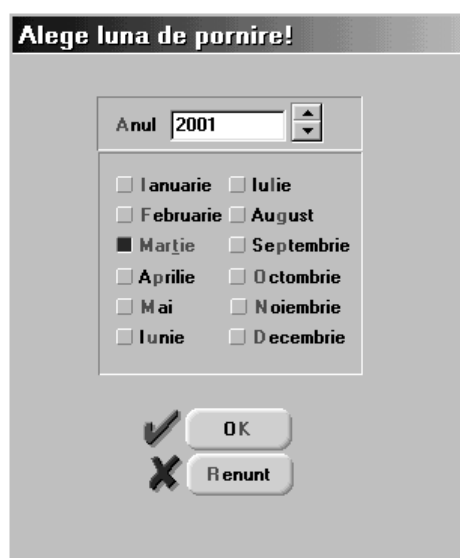 Alege luna de pornire!
Anul 2001
Ianuarie Iulie
Februarie August
Martie Septembrie
Aprilie Octombrie
Mai Noiembrie
Iunie Decembrie
OK
Renunt